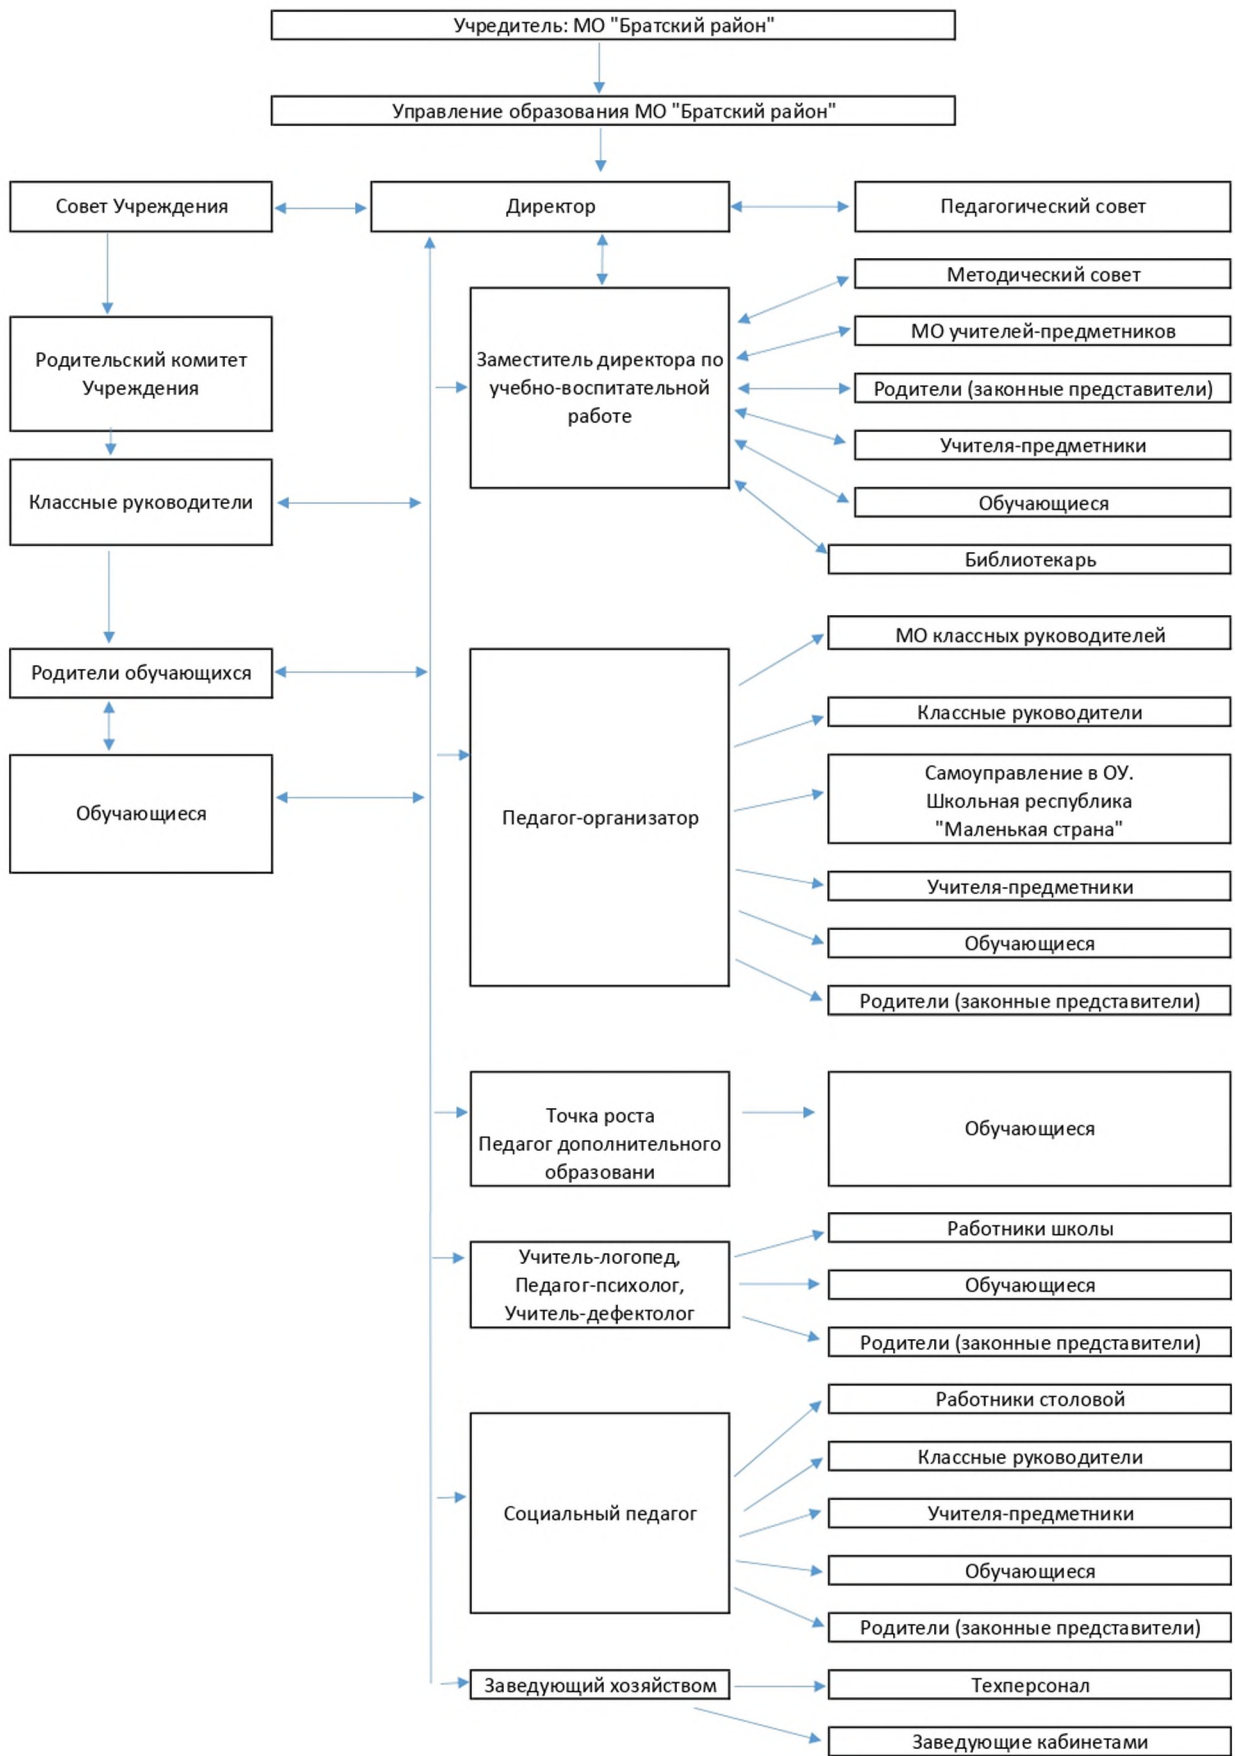 Учредитель: МО "Братский район"
Управление образования МО "Братский район"
Совет Учреждения
Директор
Педагогический совет
Родительский комитет
Учреждения
Классные руководители
Родители обучающихся
Обучающиеся
Заместитель директора по
учебно-воспитательной
работе
Методический совет
МО учителей-предметников
Родители (законные представители)
Учителя-предметники
Обучающиеся
Библиотекарь
Педагог-организатор
МО классных руководителей
Классные руководители
Самоуправление в ОУ.
Школьная республика
"Маленькая страна"
Учителя-предметники
Обучающиеся
Родители (законные представители)
Точка роста
Педагог дополнительного
образовани
Обучающиеся
Учитель-логопед,
Педагог-психолог,
Учитель-дефектолог
Работники школы
Обучающиеся
Родители (законные представители)
Социальный педагог
Работники столовой
Классные руководители
Учителя-предметники
Обучающиеся
Родители (законные представители)
Заведующий хозяйством
Техперсонал
Заведующие кабинетами